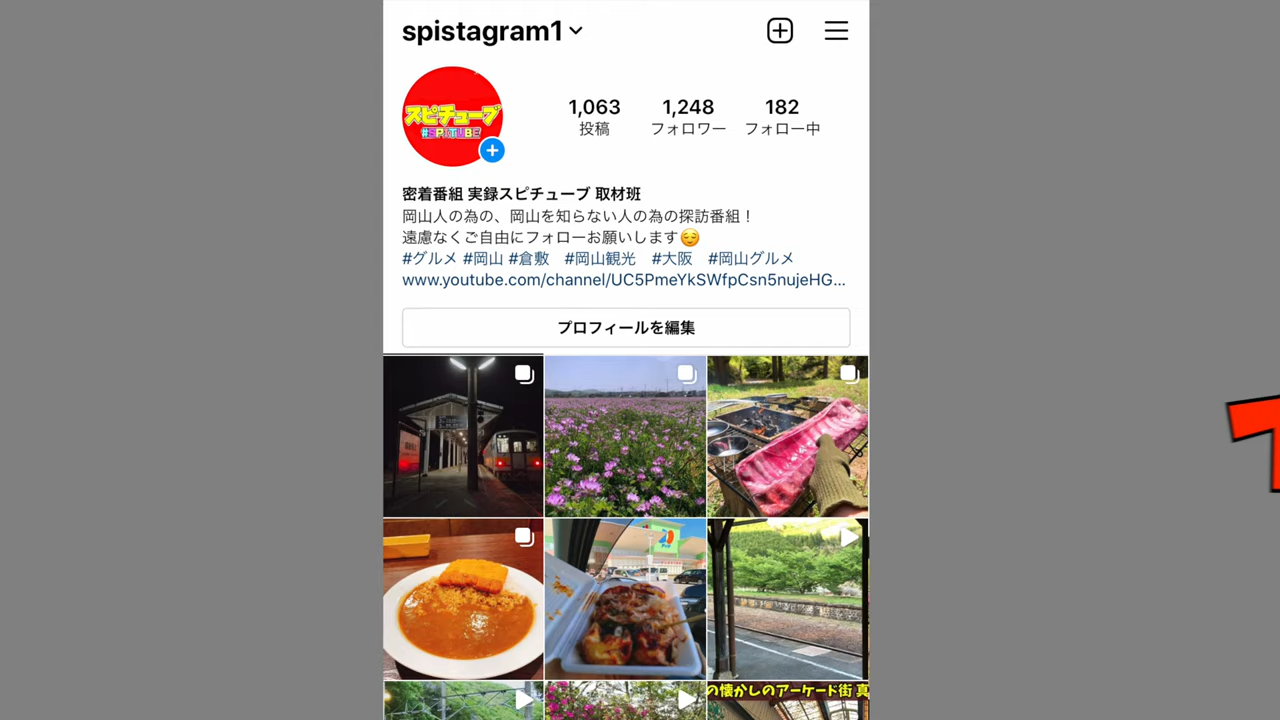 spistagram1
スピチューブ
#SPITUBE
1,063
投稿
1,248
フォロワー
182
フォロー中
密着番組 実録スピチューブ 取材班
岡山人の為の、岡山を知らない人の為の探訪番組！
遠慮なくご自由にフォローお願いします😌
#グルメ #岡山 #倉敷　#岡山観光　#大阪　#岡山グルメ
www.youtube.com/channel/UC5PmeYkSWfpCsn5nujeHG...
プロフィールを編集
の懐かしのアーケード街 真